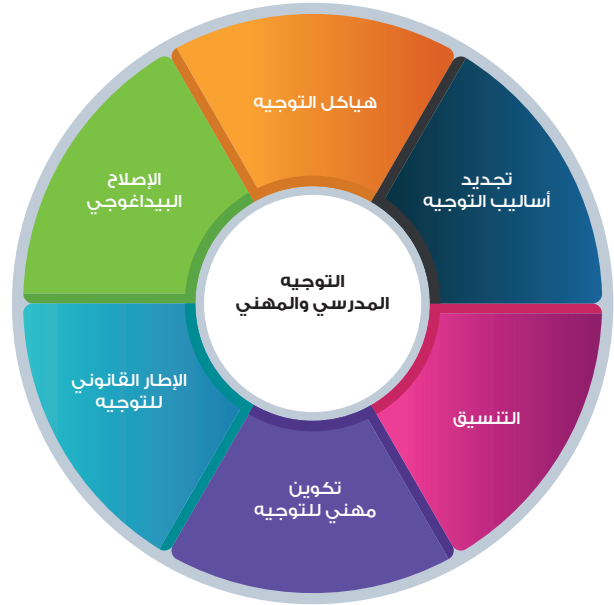 هياكل التوجيه
تجديد
أساليب التوجيه
التنسيق
تكوين
مهني للتوجيه
الإطار القانوني
للتوجيه
الإصلاح
البيداغوجي
التوجيه
المدرسي والمهني